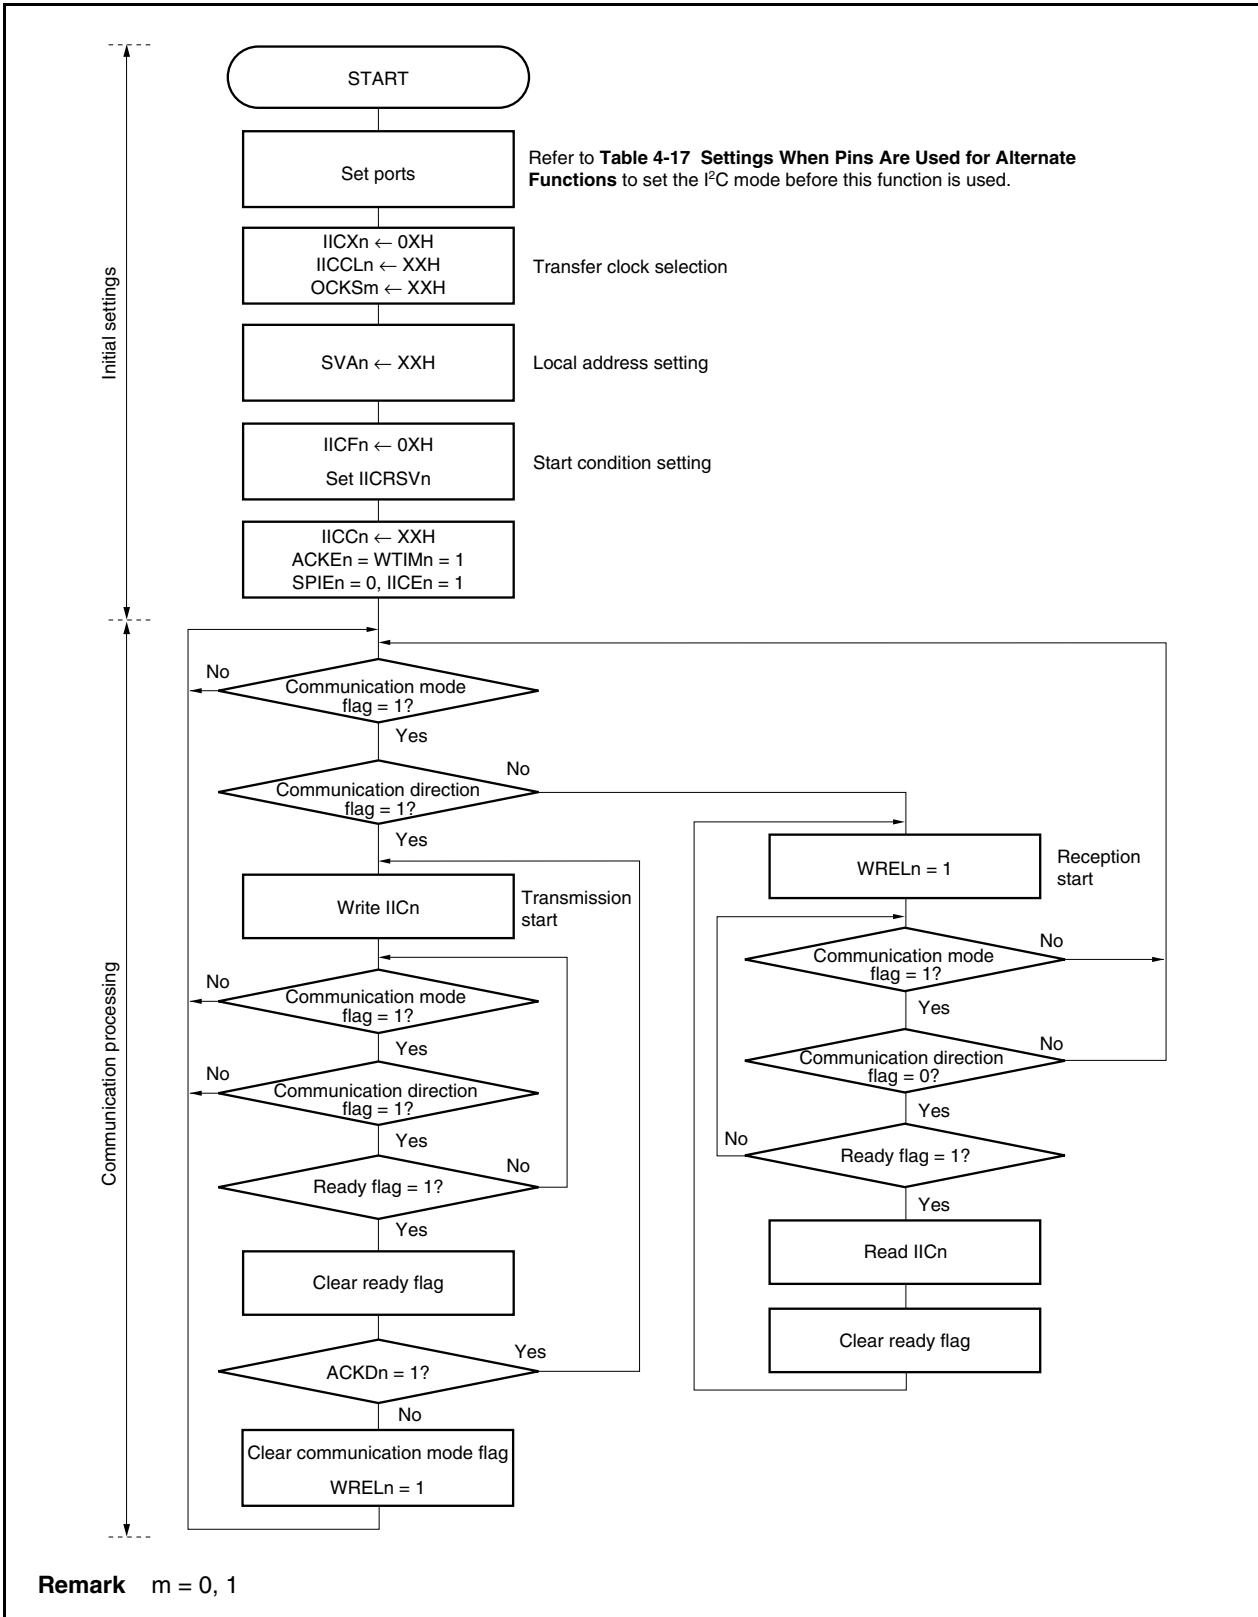 START
Set ports
Refer to Table 4-17 Settings When Pins Are Used for Alternate
Functions to set the I²C mode before this function is used.
IICXn ← 0XH
IICCLn ← XXH
OCKSm ← XXH
Transfer clock selection
SVAn ← XXH
Local address setting
IICFn ← 0XH
Set IICRSVn
Start condition setting
IICCn ← XXH
ACKEn = WTIMn = 1
SPIEn = 0, IICEn = 1
Initial settings
No
Communication mode
flag = 1?
Yes
Communication direction
flag = 1?
No
Yes
Write IICn
Transmission
start
No
Communication mode
flag = 1?
Yes
No
Communication direction
flag = 1?
Yes
Ready flag = 1?
No
Yes
Clear ready flag
ACKDn = 1?
Yes
No
Clear communication mode flag
WRELn = 1
WRELn = 1
Reception
start
Communication mode
flag = 1?
No
Yes
Communication direction
flag = 0?
No
Yes
No
Ready flag = 1?
Yes
Read IICn
Clear ready flag
Communication processing
Remark m = 0, 1